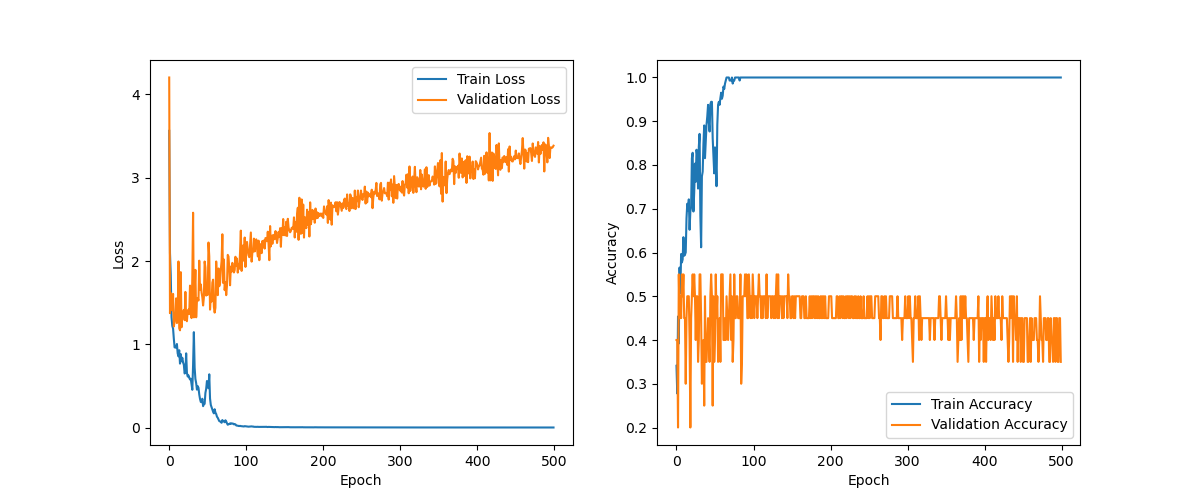 Train Loss
Validation Loss
4
3
2
1
0
Loss
0 100 200 300 400 500
Epoch
1.0
0.9
0.8
0.7
0.6
0.5
0.4
0.3
0.2
Accuracy
Train Accuracy
Validation Accuracy
0 100 200 300 400 500
Epoch